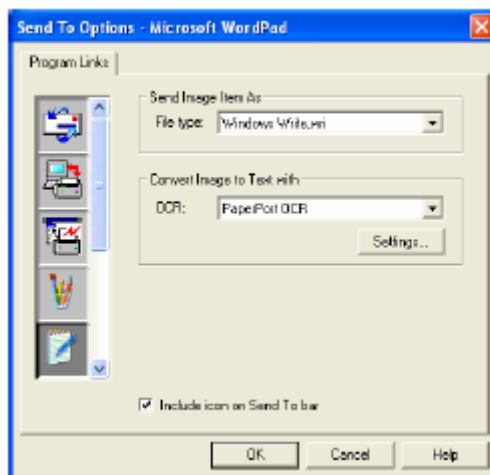 Send To Options - Microsoft WordPad
Program Links
Send Image Item As
File type: Windows Write.wri
Convert Image to Text with
OCR: PaperPort OCR
Settings...
Include icon on Send To bar
OK Cancel Help